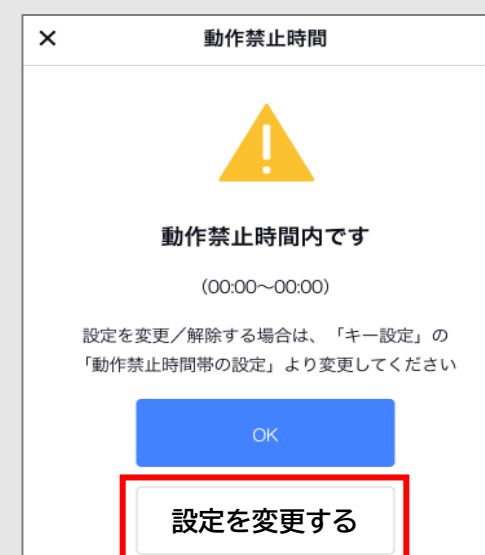 × 動作禁止時間
動作禁止時間内です
(00:00〜00:00)
設定を変更/解除する場合は、「キー設定」の
「動作禁止時間帯の設定」より変更してください
OK
設定を変更する